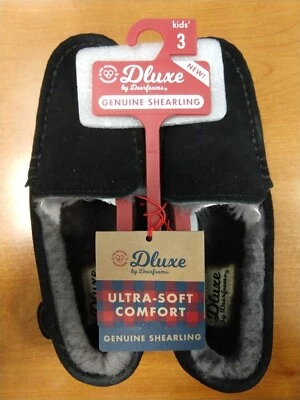 kids'
3
Dluxe
by Dearfoams
NEW!
GENUINE SHEARLING
Dluxe
by Dearfoams
ULTRA-SOFT
COMFORT
GENUINE SHEARLING